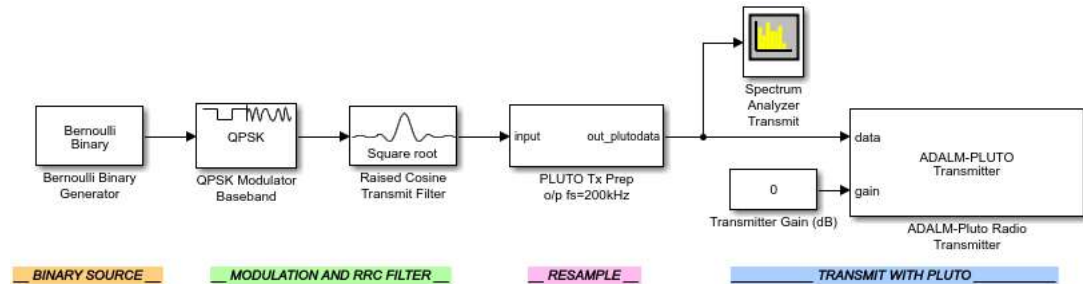 Bernoulli
Binary
Bernoulli Binary
Generator
QPSK
QPSK Modulator
Baseband
Square root
Raised Cosine
Transmit Filter
input
out_plutodata
PLUTO Tx Prep
o/p fs=200kHz
Spectrum
Analyzer
Transmit
0
Transmitter Gain (dB)
data
gain
ADALM-PLUTO
Transmitter
ADALM-Pluto Radio
Transmitter
__ BINARY SOURCE __
__ MODULATION AND RRC FILTER __
__ RESAMPLE __
__________ TRANSMIT WITH PLUTO __________